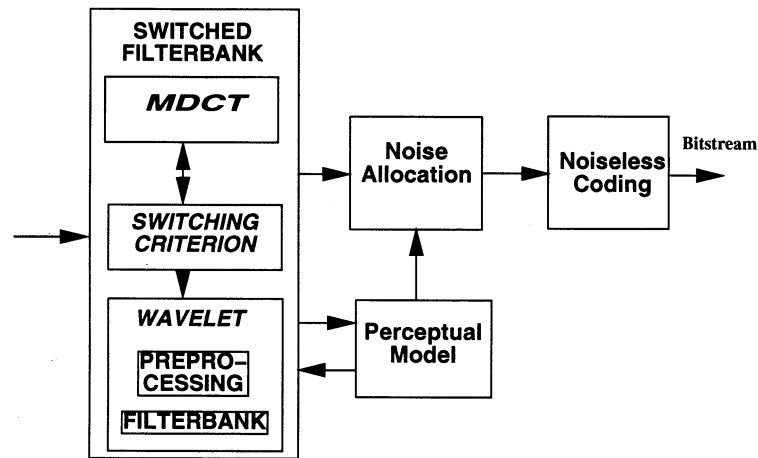 SWITCHED
FILTERBANK
MDCT
SWITCHING
CRITERION
WAVELET
PREPRO–
CESSING
FILTERBANK
Noise
Allocation
Perceptual
Model
Noiseless
Coding
Bitstream